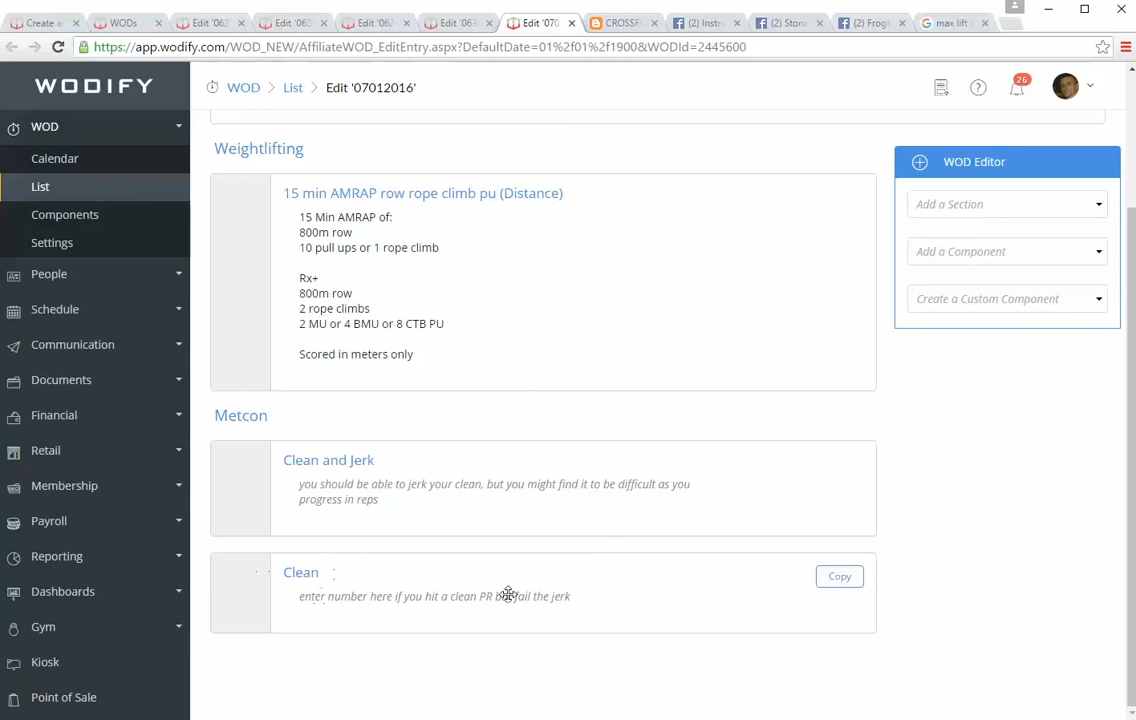 Create a
WODs
Edit '062
Edit '062
Edit '062
Edit '063
Edit '070
CROSSF
(2) Instru
(2) Ston
(2) Frog
max lift
https://app.wodify.com/WOD_NEW/AffiliateWOD_EditEntry.aspx?DefaultDate=01%2f01%2f1900&WODId=2445600
WODIFY
WOD > List > Edit '07012016'
26
WOD
Calendar
List
Components
Settings
People
Schedule
Communication
Documents
Financial
Retail
Membership
Payroll
Reporting
Dashboards
Gym
Kiosk
Point of Sale
Weightlifting
15 min AMRAP row rope climb pu (Distance)
15 Min AMRAP of:
800m row
10 pull ups or 1 rope climb
Rx+
800m row
2 rope climbs
2 MU or 4 BMU or 8 CTB PU
Scored in meters only
Metcon
Clean and Jerk
you should be able to jerk your clean, but you might find it to be difficult as you
progress in reps
Clean
Copy
enter number here if you hit a clean PR but fail the jerk
WOD Editor
Add a Section
Add a Component
Create a Custom Component